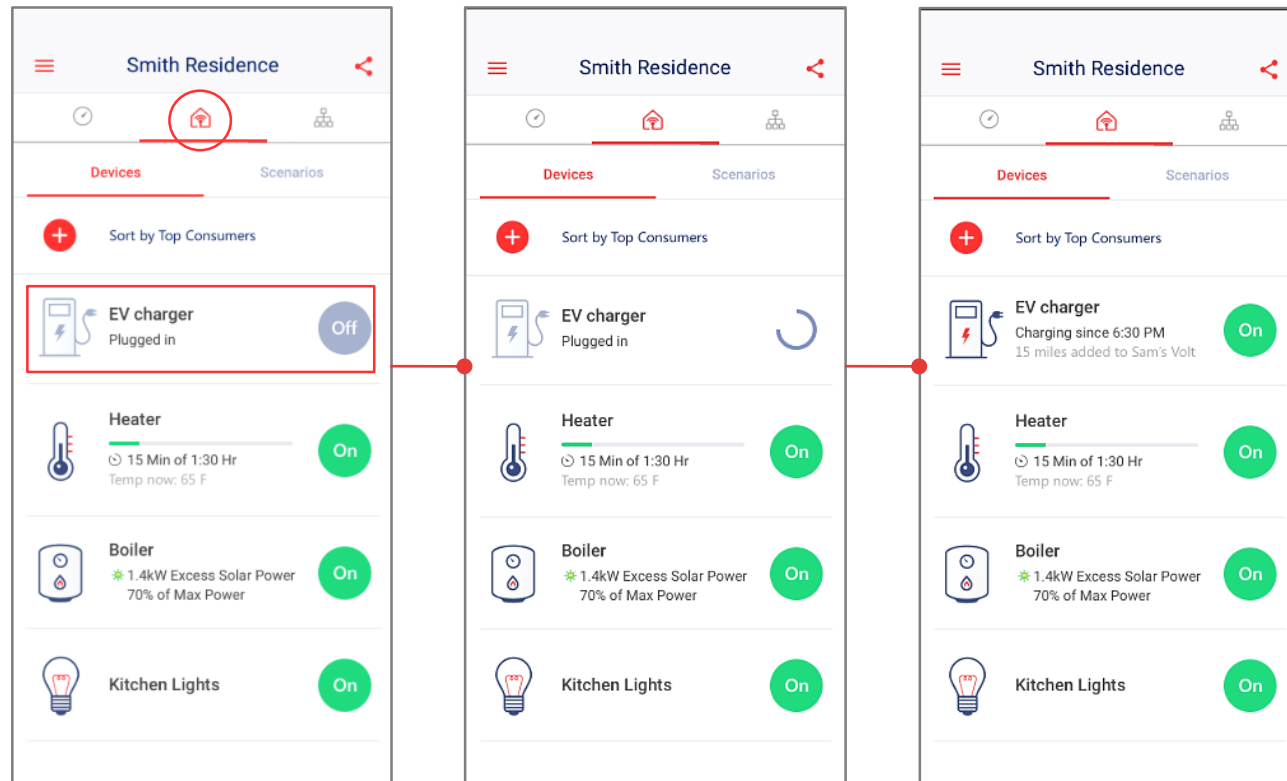 Smith Residence
Devices Scenarios
Sort by Top Consumers
EV charger
Plugged in
Off
Heater
15 Min of 1:30 Hr
Temp now: 65 F
On
Boiler
1.4kW Excess Solar Power
70% of Max Power
On
Kitchen Lights
On
Smith Residence
Devices Scenarios
Sort by Top Consumers
EV charger
Plugged in
Heater
15 Min of 1:30 Hr
Temp now: 65 F
On
Boiler
1.4kW Excess Solar Power
70% of Max Power
On
Kitchen Lights
On
Smith Residence
Devices Scenarios
Sort by Top Consumers
EV charger
Charging since 6:30 PM
15 miles added to Sam's Volt
On
Heater
15 Min of 1:30 Hr
Temp now: 65 F
On
Boiler
1.4kW Excess Solar Power
70% of Max Power
On
Kitchen Lights
On